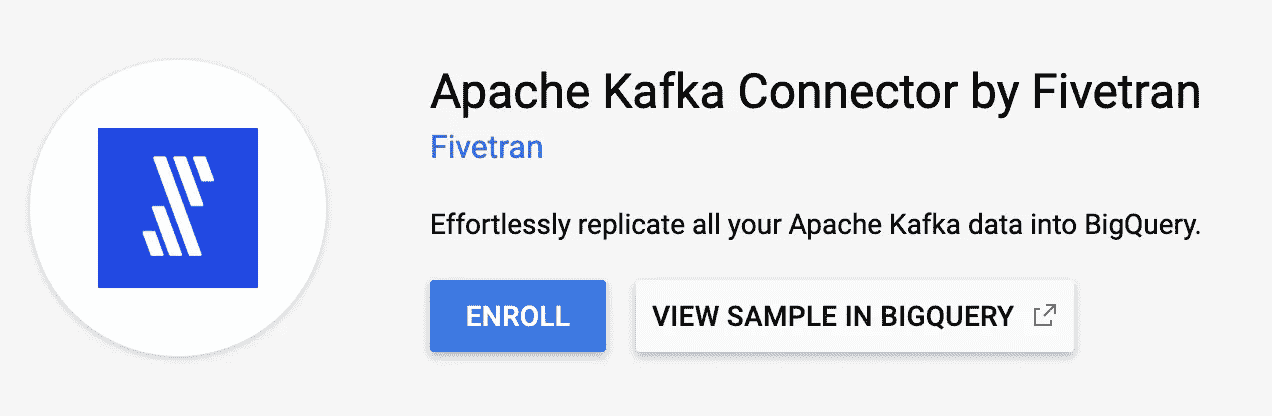 Apache Kafka Connector by Fivetran
Fivetran
Effortlessly replicate all your Apache Kafka data into BigQuery.
ENROLL
VIEW SAMPLE IN BIGQUERY